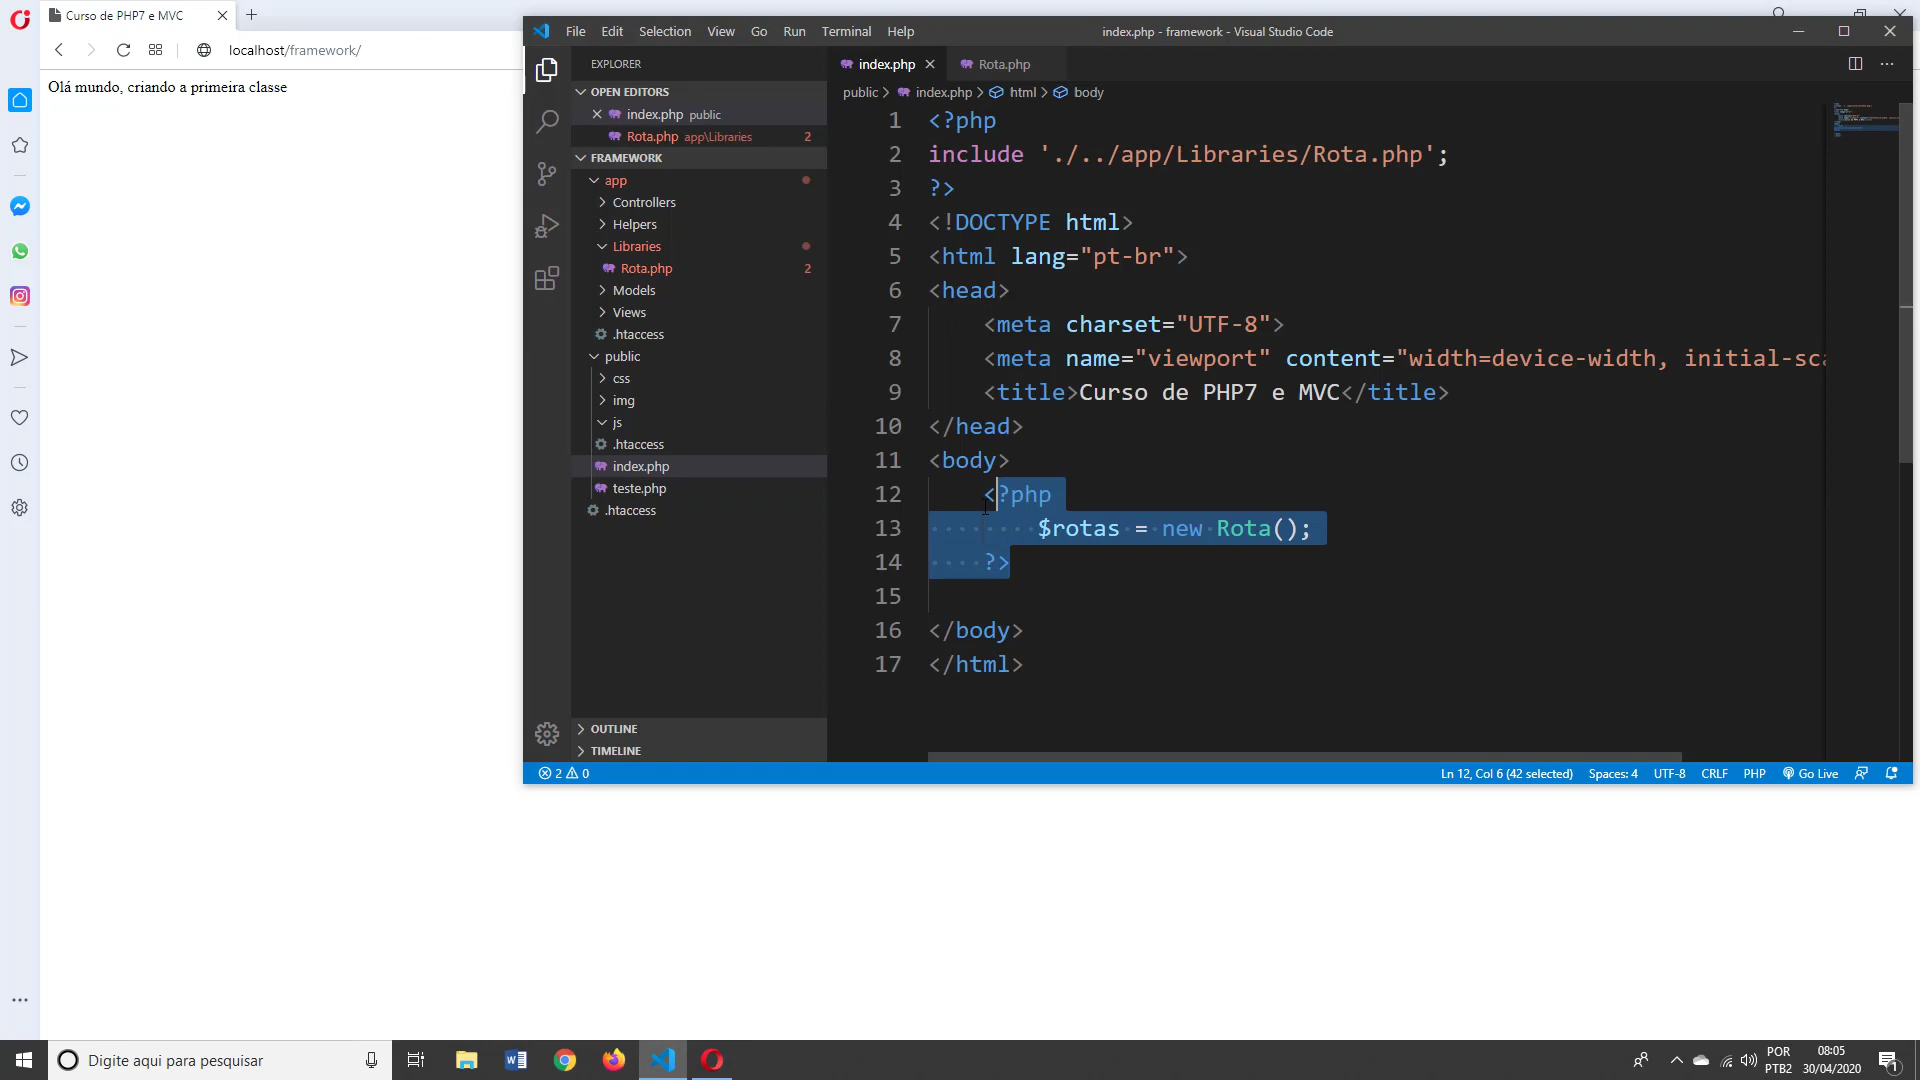 Curso de PHP7 e MVC
localhost/framework/
Olá mundo, criando a primeira classe
File Edit Selection View Go Run Terminal Help
index.php - framework - Visual Studio Code
EXPLORER
OPEN EDITORS
index.php public
Rota.php app\Libraries 2
FRAMEWORK
app
Controllers
Helpers
Libraries
Rota.php 2
Models
Views
.htaccess
public
css
img
js
.htaccess
index.php
teste.php
.htaccess
OUTLINE
TIMELINE
index.php
Rota.php
public > index.php > html > body
1 <?php
2 include './../app/Libraries/Rota.php';
3 ?>
4 <!DOCTYPE html>
5 <html lang="pt-br">
6 <head>
7 <meta charset="UTF-8">
8 <meta name="viewport" content="width=device-width, initial-sca
9 <title>Curso de PHP7 e MVC</title>
10 </head>
11 <body>
12 <?php
13 $rotas = new Rota();
14 ?>
15
16 </body>
17 </html>
2 0
Ln 12, Col 6 (42 selected) Spaces: 4 UTF-8 CRLF PHP Go Live
Digite aqui para pesquisar
POR
PTB2
08:05
30/04/2020
1